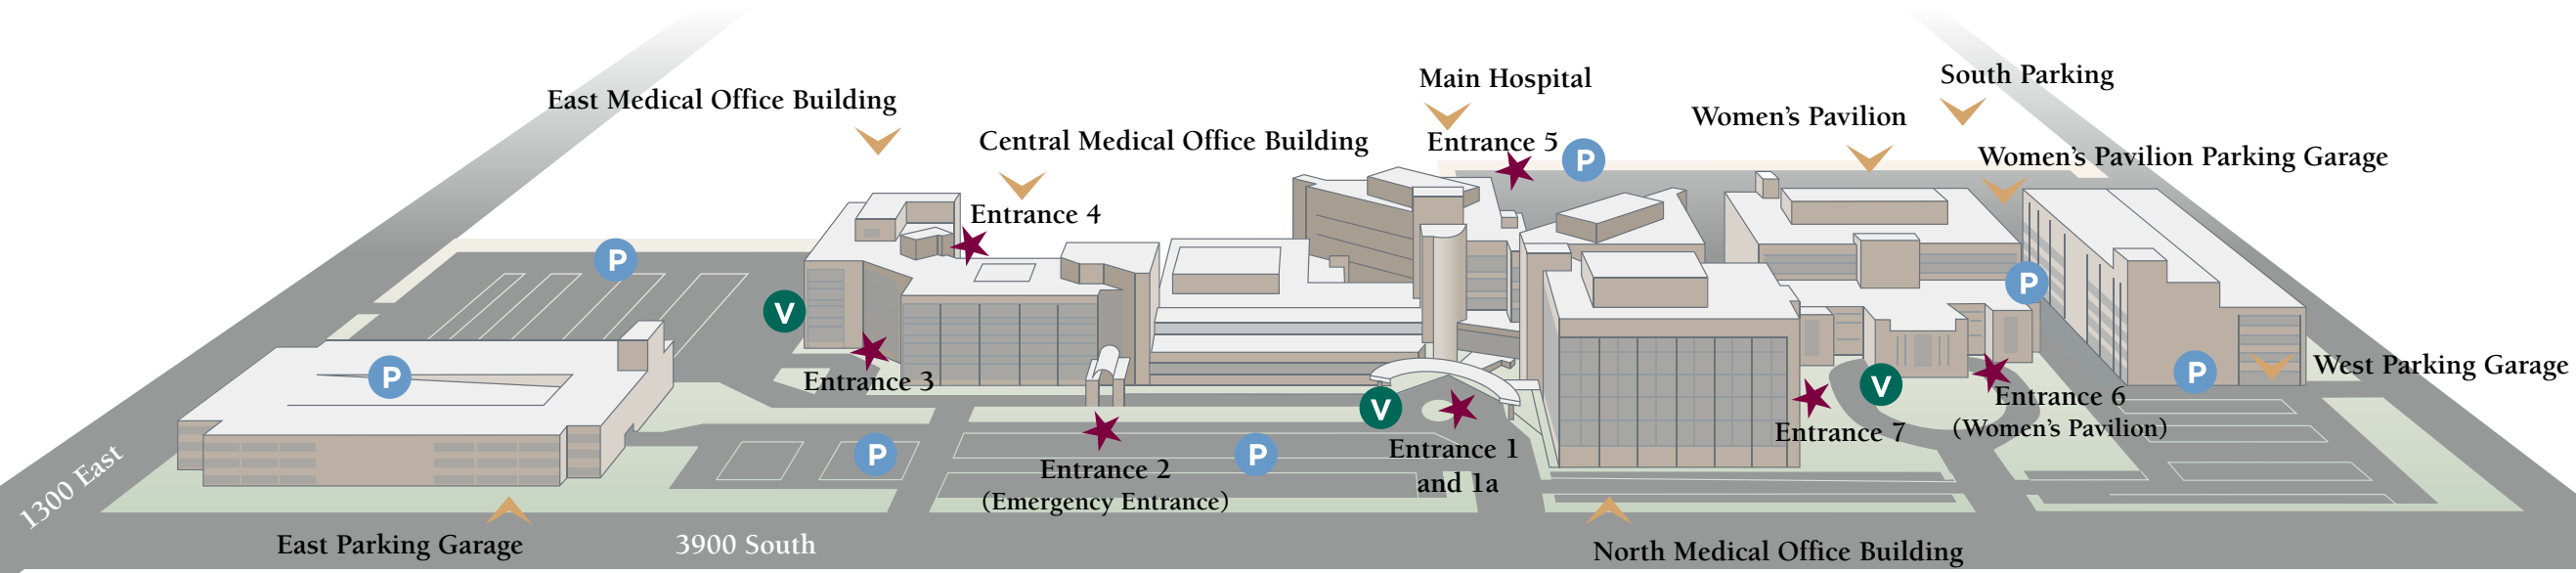 South Parking
Main Hospital
East Medical Office Building
Women's Pavilion
Central Medical Office Building
Entrance 5
P
Women's Pavilion Parking Garage
Entrance 4
P
P
V
Entrance 3
P
V
Entrance 6
(Women's Pavilion)
P
West Parking Garage
V
Entrance 7
Entrance 1
and 1a
P
P
Entrance 2
(Emergency Entrance)
P
1300 East
East Parking Garage
3900 South
North Medical Office Building